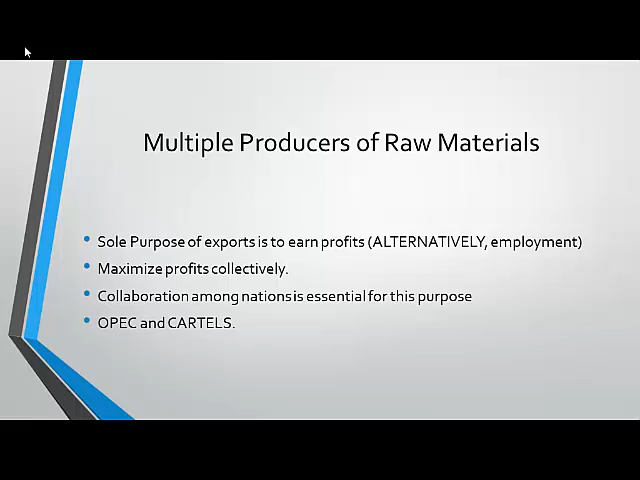 Multiple Producers of Raw Materials
Sole Purpose of exports is to earn profits (ALTERNATIVELY, employment)
Maximize profits collectively.
Collaboration among nations is essential for this purpose
OPEC and CARTELS.